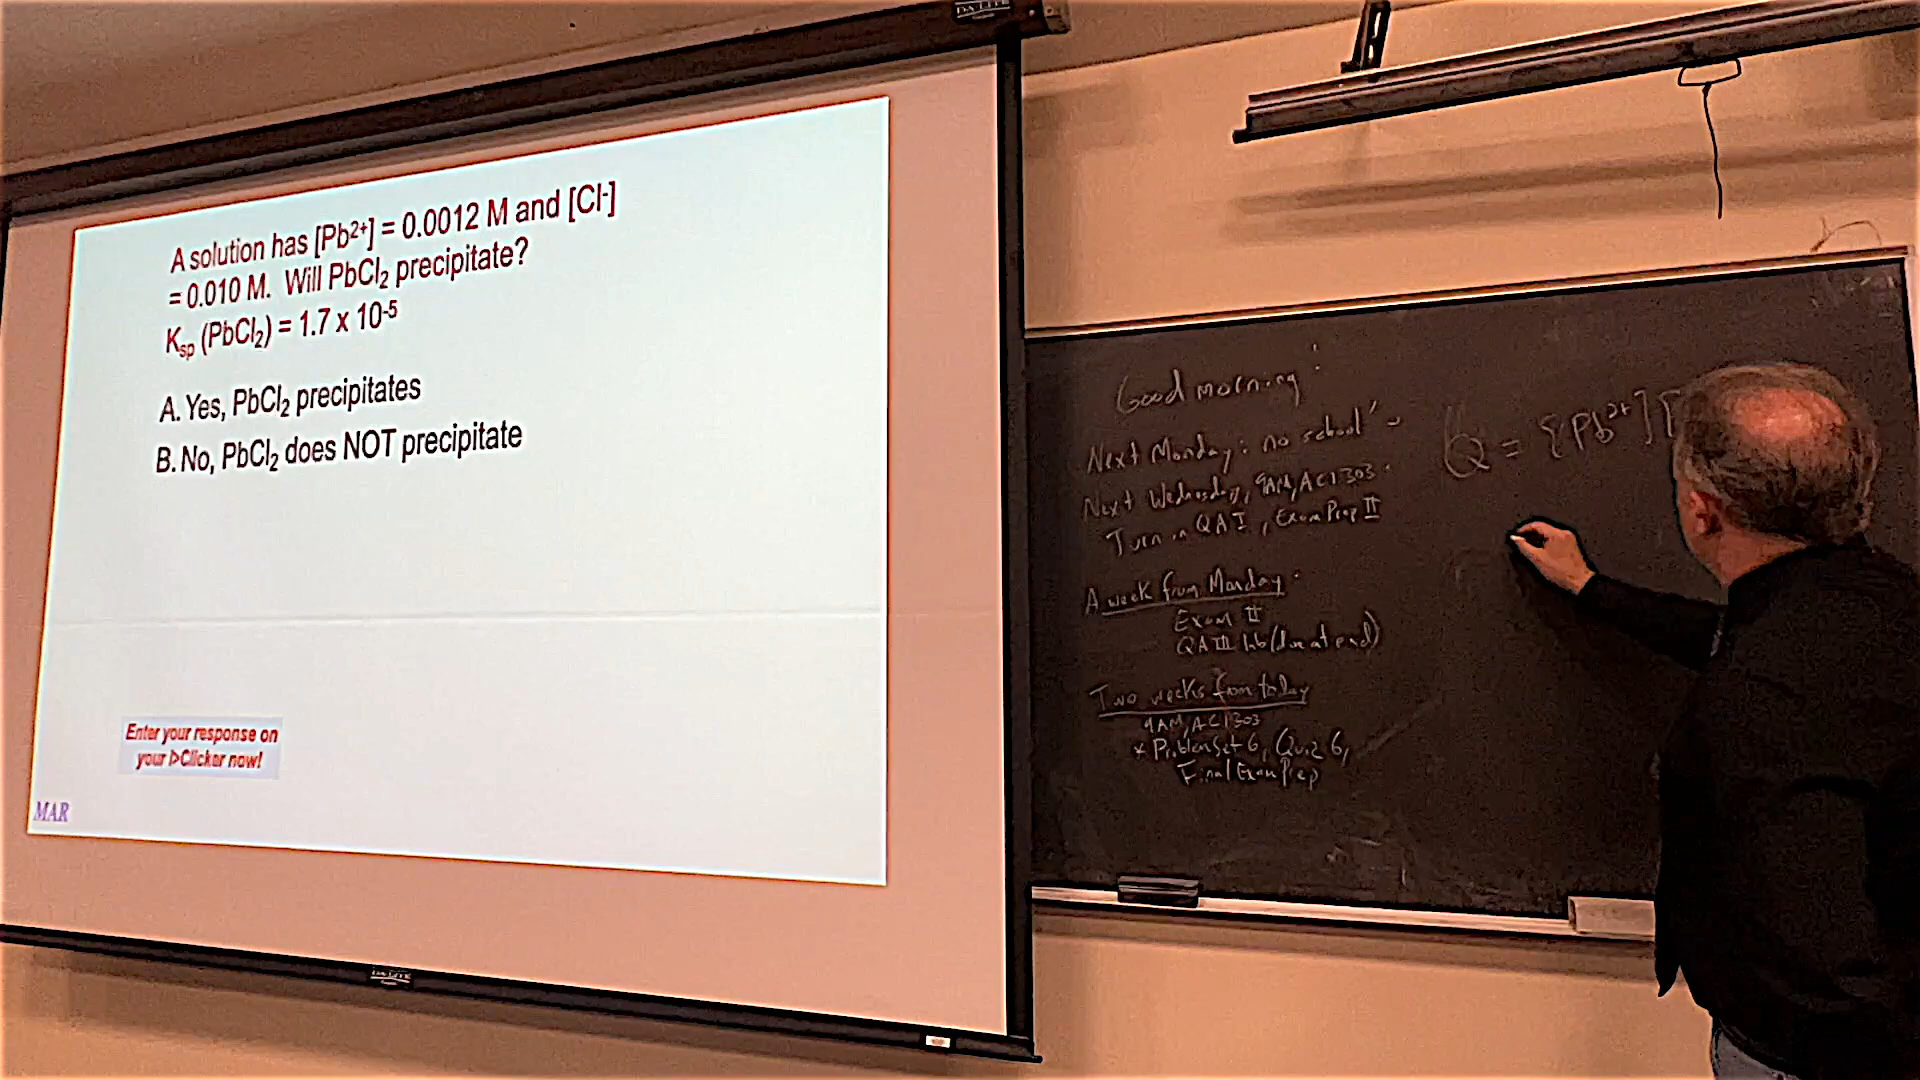 DA-LITE
A solution has [Pb²⁺] = 0.0012 M and [Cl⁻]
= 0.010 M. Will PbCl₂ precipitate?
Kₛₚ (PbCl₂) = 1.7 x 10⁻⁵
A. Yes, PbCl₂ precipitates
B. No, PbCl₂ does NOT precipitate
Enter your response on
your ▷Clicker now!
MAR
DA-LITE
Good morning!
Next Monday: no school!
Next Wednesday, 9AM, AC1303.
Turn in QA I, Exam Prep II
A week from Monday:
Exam II
QA III lab (due at end)
Two weeks from today
9AM, AC1303
* Problem Set 6, Quiz 6,
Final Exam Prep
Q = [Pb²⁺][